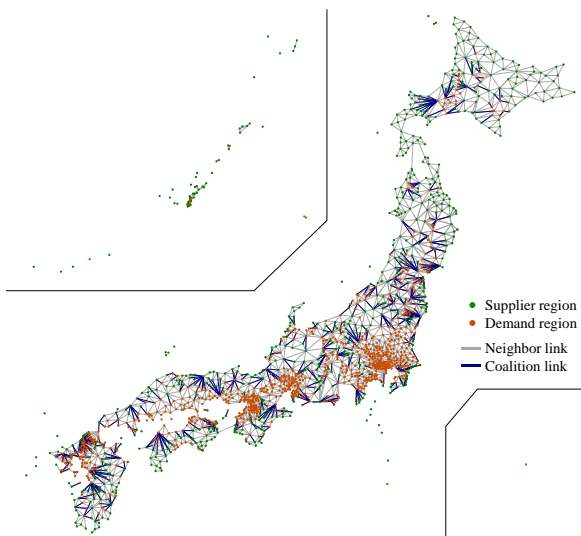 Supplier region
Demand region
Neighbor link
Coalition link